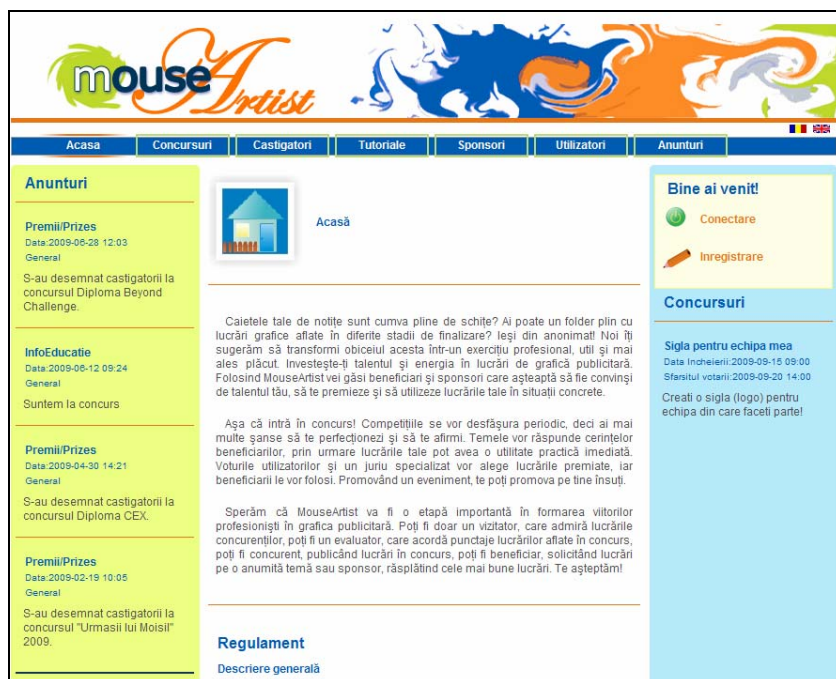 mouse Artist
Acasa Concursuri Castigatori Tutoriale Sponsori Utilizatori Anunturi
Anunturi
Premii/Prizes
Data:2009-06-28 12:03
General
S-au desemnat castigatorii la
concursul Diploma Beyond
Challenge.
InfoEducatie
Data:2009-06-12 09:24
General
Suntem la concurs
Premii/Prizes
Data:2009-04-30 14:21
General
S-au desemnat castigatorii la
concursul Diploma CEX.
Premii/Prizes
Data:2009-02-19 10:05
General
S-au desemnat castigatorii la
concursul "Urmasii lui Moisil"
2009.
Acasă
Caietele tale de notițe sunt cumva pline de schițe? Ai poate un folder plin cu
lucrări grafice aflate în diferite stadii de finalizare? Ieși din anonimat! Noi îți
sugerăm să transformi obiceiul acesta într-un exercițiu profesional, util și mai
ales plăcut. Investește-ți talentul și energia în lucrări de grafică publicitară.
Folosind MouseArtist vei găsi beneficiari și sponsori care așteaptă să fie convinși
de talentul tău, să te premieze și să utilizeze lucrările tale în situații concrete.
Așa că intră în concurs! Competițiile se vor desfășura periodic, deci ai mai
multe șanse să te perfecționezi și să te afirmi. Temele vor răspunde cerințelor
beneficiarilor, prin urmare lucrările tale pot avea o utilitate practică imediată.
Voturile utilizatorilor și un juriu specializat vor alege lucrările premiate, iar
beneficiarii le vor folosi. Promovând un eveniment, te poți promova pe tine însuți.
Sperăm că MouseArtist va fi o etapă importantă în formarea viitorilor
profesioniști în grafica publicitară. Poți fi doar un vizitator, care admiră lucrările
concurenților, poți fi un evaluator, care acordă punctaje lucrărilor aflate în concurs,
poți fi concurent, publicând lucrări în concurs, poți fi beneficiar, solicitând lucrări
pe o anumită temă sau sponsor, răsplătind cele mai bune lucrări. Te așteptăm!
Regulament
Descriere generală
Bine ai venit!
Conectare
Inregistrare
Concursuri
Sigla pentru echipa mea
Data Incheierii:2009-09-15 09:00
Sfarsitul votarii:2009-09-20 14:00
Creati o sigla (logo) pentru
echipa din care faceti parte!